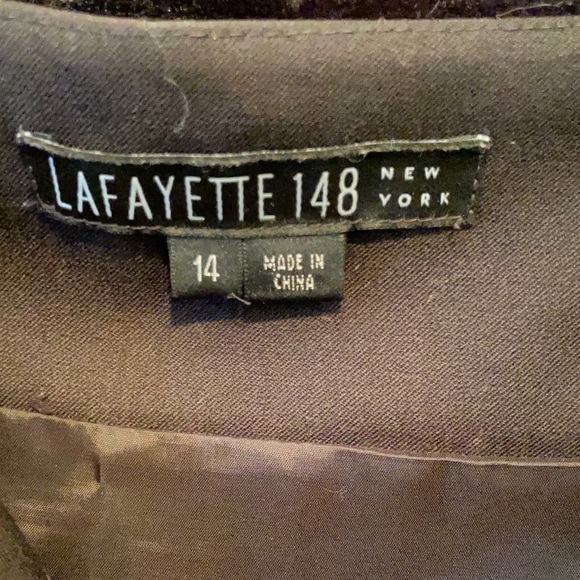 LAFAYETTE 148 NEW YORK
14
MADE IN
CHINA